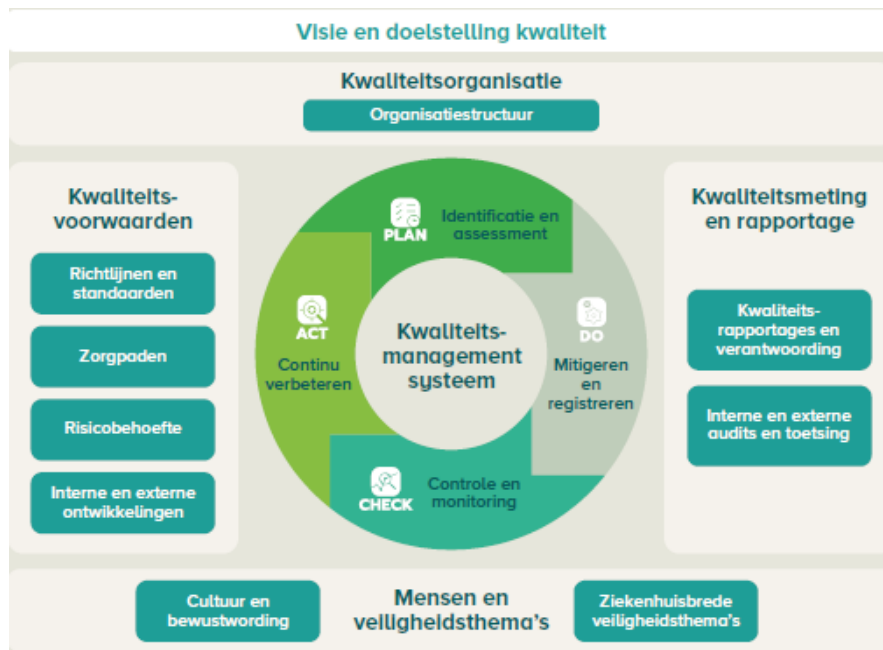 Visie en doelstelling kwaliteit
Kwaliteitsorganisatie
Organisatiestructuur
Kwaliteits-
voorwaarden
Richtlijnen en
standaarden
Zorgpaden
Risicobehoefte
Interne en externe
ontwikkelingen
PLAN
Identificatie en
assessment
DO
Mitigeren
en
registreren
CHECK
Controle en
monitoring
ACT
Continu
verbeteren
Kwaliteits-
management
systeem
Kwaliteitsmeting
en rapportage
Kwaliteits-
rapportages en
verantwoording
Interne en externe
audits en toetsing
Cultuur en
bewustwording
Mensen en
veiligheidsthema's
Ziekenhuisbrede
veiligheidsthema's